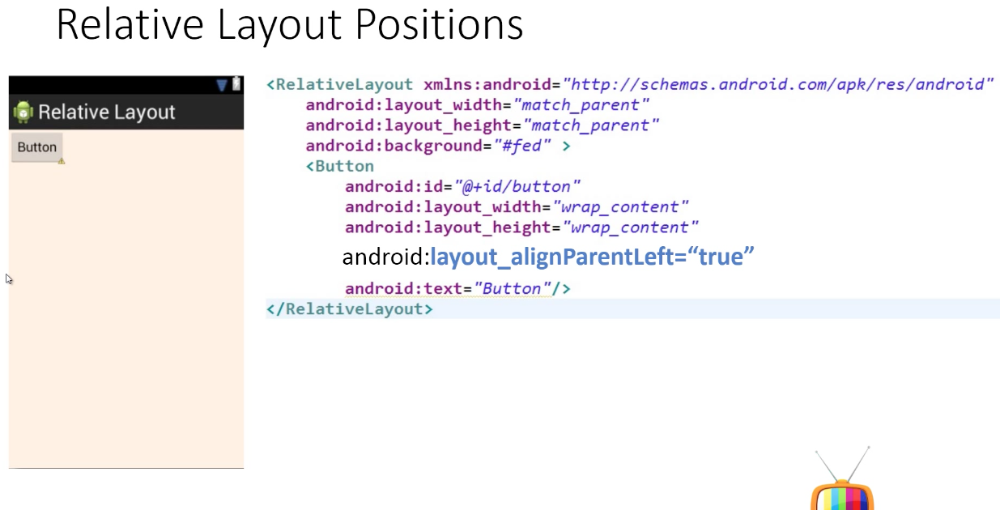 Relative Layout Positions
Relative Layout
Button
<RelativeLayout xmlns:android="http://schemas.android.com/apk/res/android"
android:layout_width="match_parent"
android:layout_height="match_parent"
android:background="#fed" >
<Button
android:id="@+id/button"
android:layout_width="wrap_content"
android:layout_height="wrap_content"
android:layout_alignParentLeft=“true”
android:text="Button"/>
</RelativeLayout>